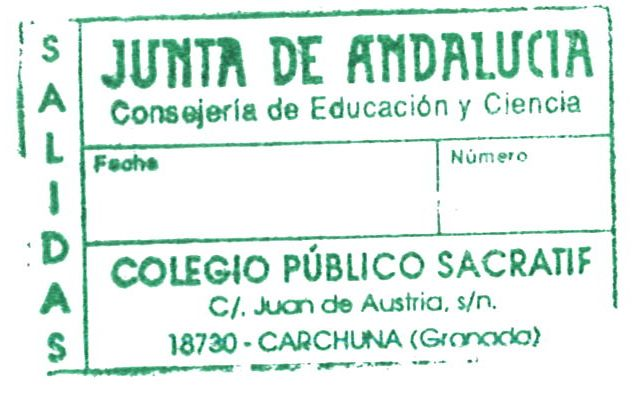 SALIDAS
JUNTA DE ANDALUCIA
Consejería de Educación y Ciencia
Fecha
Número
COLEGIO PÚBLICO SACRATIF
C/. Juan de Austria, s/n.
18730 - CARCHUNA (Granada)